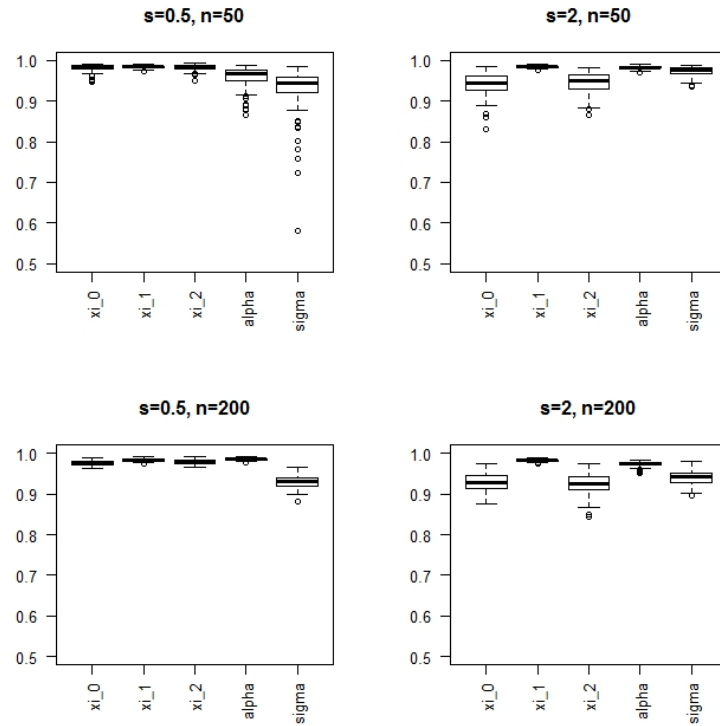 s=0.5, n=50
1.0
0.9
0.8
0.7
0.6
0.5
xi_0
xi_1
xi_2
alpha
sigma
s=2, n=50
1.0
0.9
0.8
0.7
0.6
0.5
xi_0
xi_1
xi_2
alpha
sigma
s=0.5, n=200
1.0
0.9
0.8
0.7
0.6
0.5
xi_0
xi_1
xi_2
alpha
sigma
s=2, n=200
1.0
0.9
0.8
0.7
0.6
0.5
xi_0
xi_1
xi_2
alpha
sigma